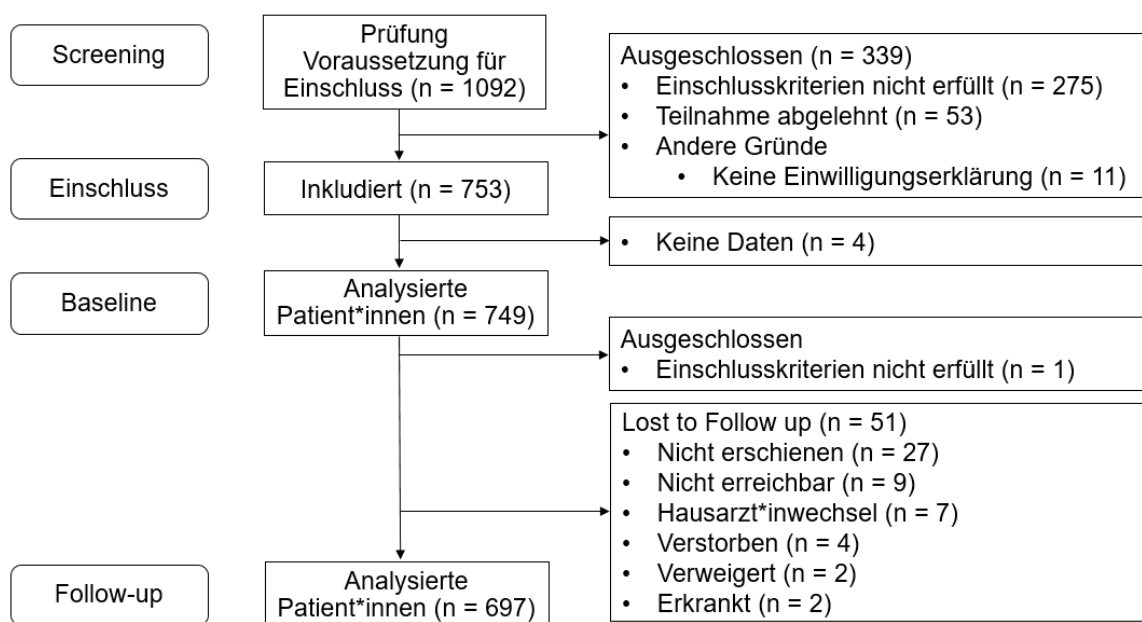 Screening
Prüfung
Voraussetzung für
Einschluss (n = 1092)
Ausgeschlossen (n = 339)
• Einschlusskriterien nicht erfüllt (n = 275)
• Teilnahme abgelehnt (n = 53)
• Andere Gründe
• Keine Einwilligungserklärung (n = 11)
Einschluss
Inkludiert (n = 753)
• Keine Daten (n = 4)
Baseline
Analysierte
Patient*innen (n = 749)
Ausgeschlossen
• Einschlusskriterien nicht erfüllt (n = 1)
Lost to Follow up (n = 51)
• Nicht erschienen (n = 27)
• Nicht erreichbar (n = 9)
• Hausarzt*inwechsel (n = 7)
• Verstorben (n = 4)
• Verweigert (n = 2)
• Erkrankt (n = 2)
Follow-up
Analysierte
Patient*innen (n = 697)